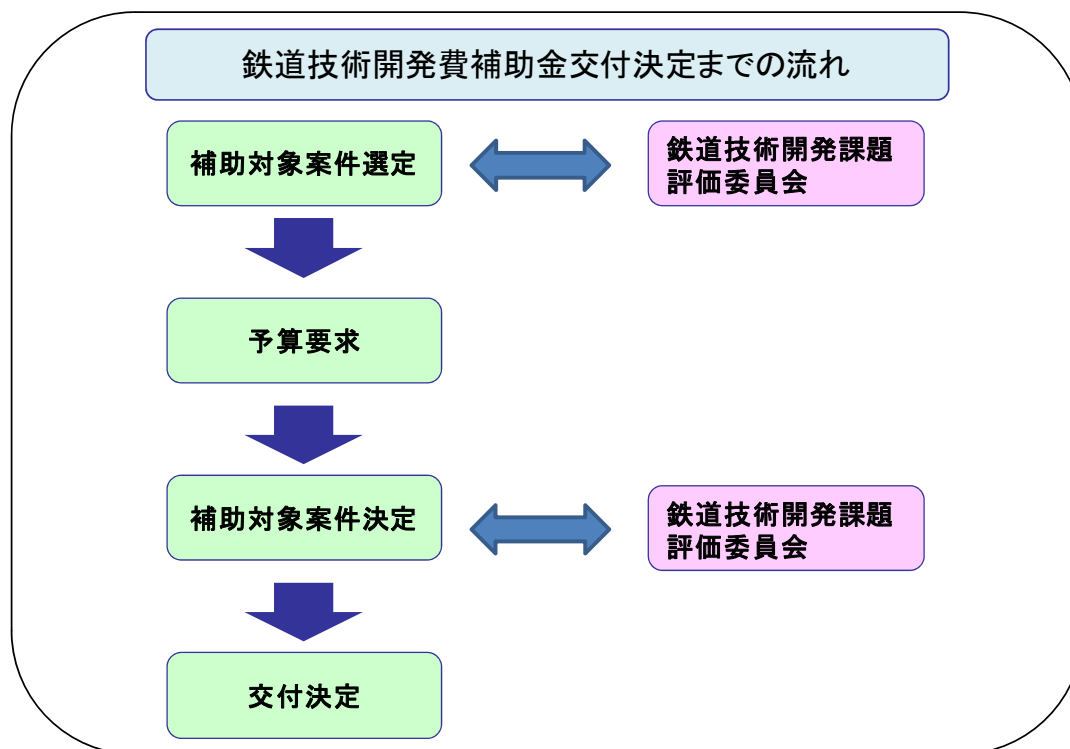 鉄道技術開発費補助金交付決定までの流れ
補助対象案件選定
鉄道技術開発課題
評価委員会
予算要求
補助対象案件決定
鉄道技術開発課題
評価委員会
交付決定